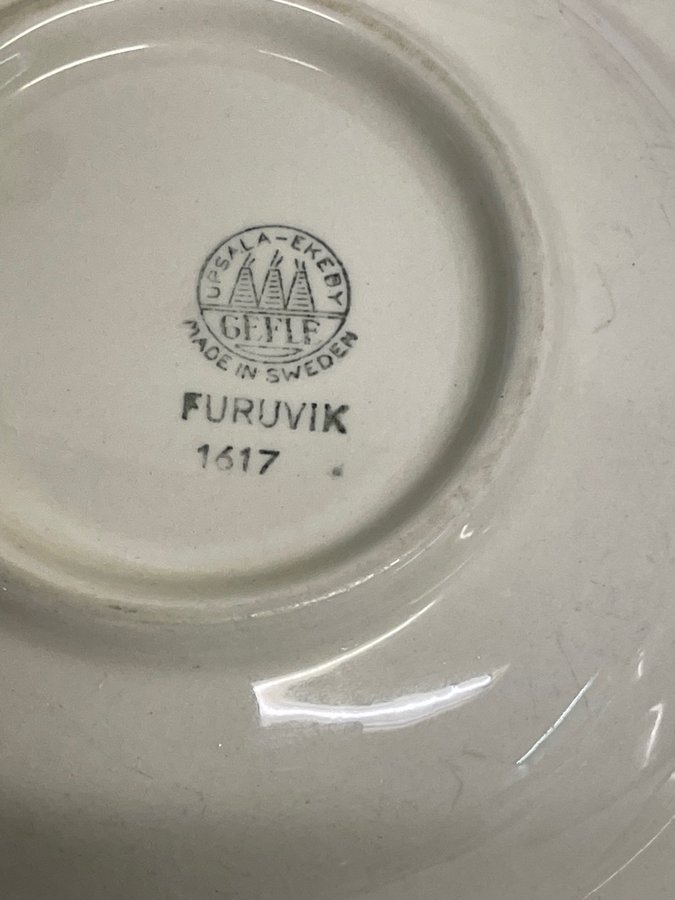 UPSALA-EKEBY
GEFLE
MADE IN SWEDEN
FURUVIK
1617